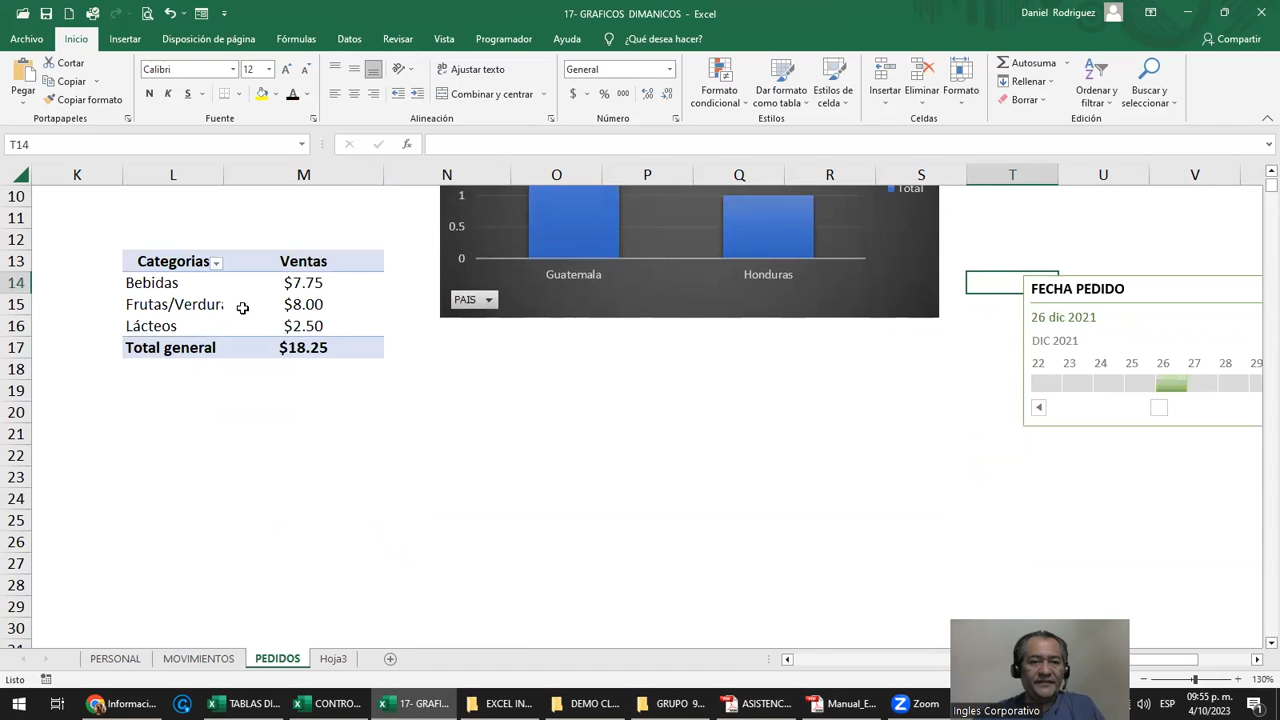 17- GRAFICOS DIMANICOS - Excel
Daniel Rodriguez
Archivo Inicio Insertar Disposición de página Fórmulas Datos Revisar Vista Programador Ayuda ¿Qué desea hacer? Compartir
Pegar
Cortar
Copiar
Copiar formato
Portapapeles
Calibri 12
N K S
Fuente
Ajustar texto
Combinar y centrar
Alineación
General
$ % 000
Número
Formato condicional
Dar formato como tabla
Estilos de celda
Estilos
Insertar Eliminar Formato
Celdas
Autosuma
Rellenar
Borrar
Ordenar y filtrar
Buscar y seleccionar
Edición
T14
fx
K L M N O P Q R S T U V
10
11
12
13
14
15
16
17
18
19
20
21
22
23
24
25
26
27
28
29
30
Categorias Ventas
Bebidas $7.75
Frutas/Verdura $8.00
Lácteos $2.50
Total general $18.25
1
0.5
0
Guatemala Honduras
Total
PAIS
FECHA PEDIDO
26 dic 2021
DIC 2021
22 23 24 25 26 27 28 29
PERSONAL MOVIMIENTOS PEDIDOS Hoja3
Listo
130%
Ingles Corporativo
Informaci
TABLAS DI...
CONTRO...
17- GRAFI...
EXCEL IN...
DEMO CL...
GRUPO 9...
ASISTENC...
Manual_E...
Zoom
ESP
09:55 p. m.
4/10/2023